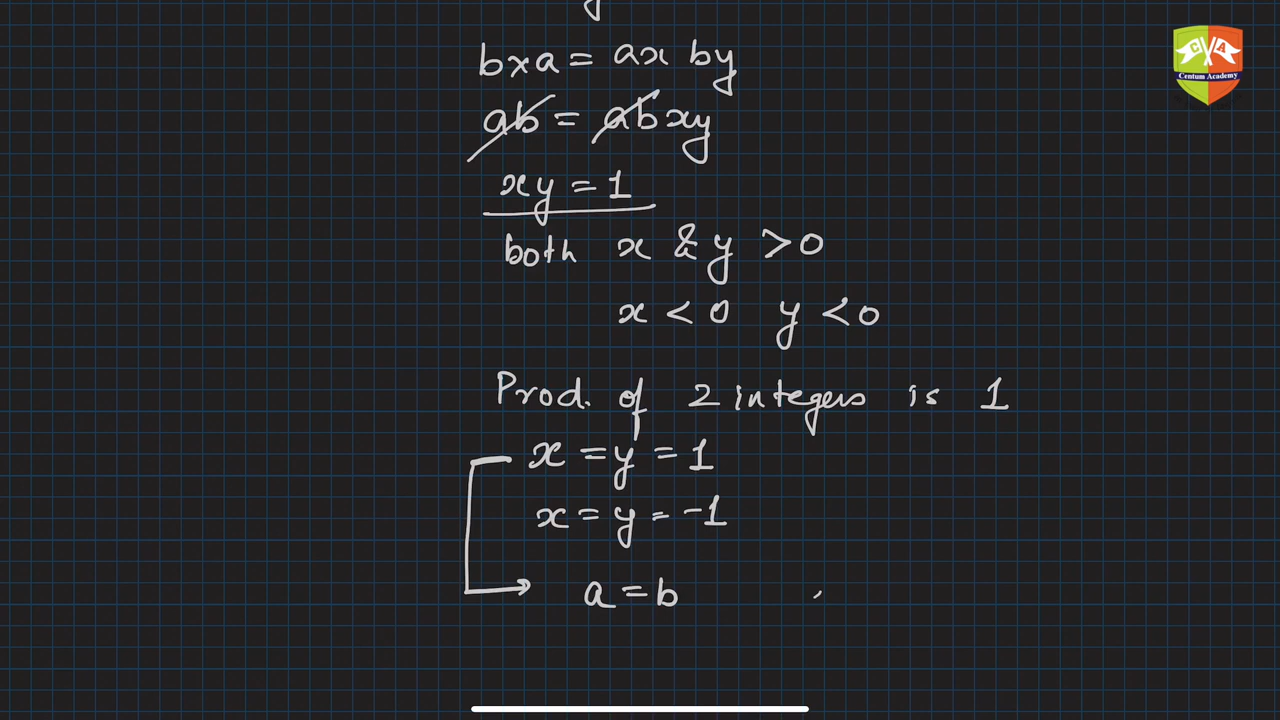 b×a = ax by
ab = abxy
xy = 1
both x & y > 0
x < 0 y < 0
Prod. of 2 integers is 1
x = y = 1
x = y = -1
a = b
C A
Centum Academy